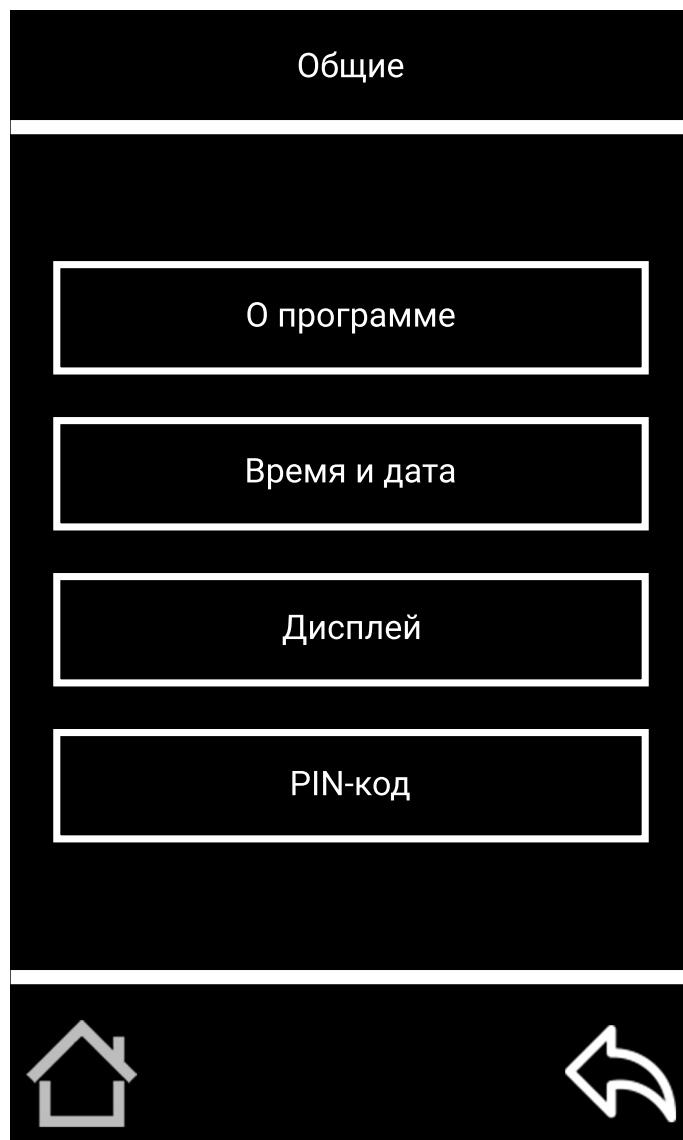 Общие
О программе
Время и дата
Дисплей
PIN-код